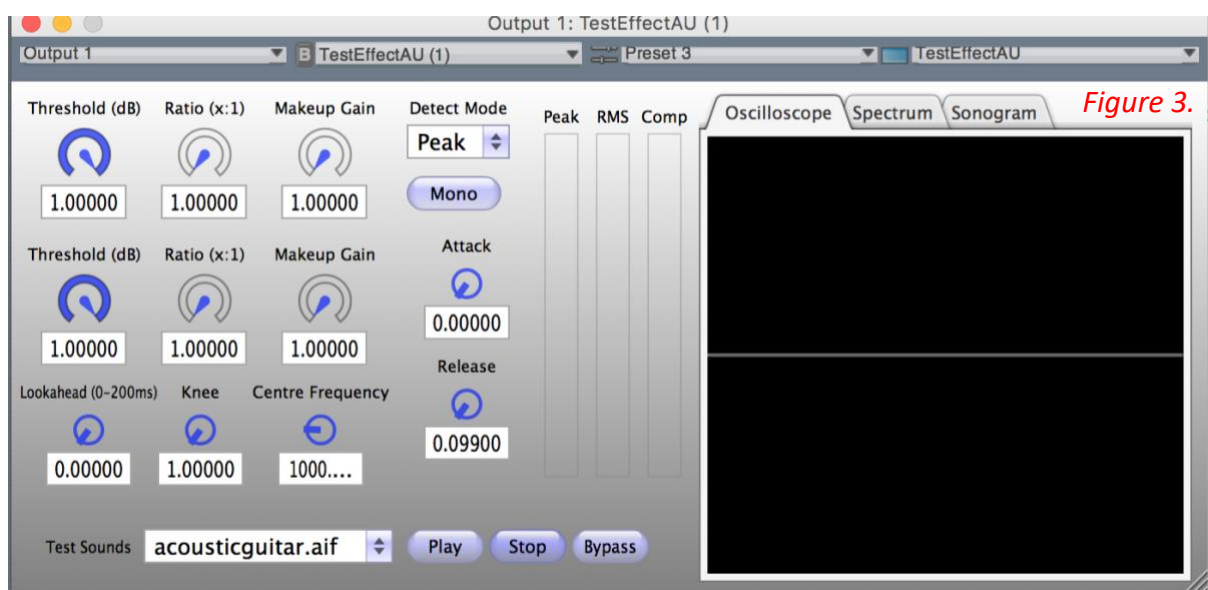 Output 1: TestEffectAU (1)
Output 1 B TestEffectAU (1) Preset 3 TestEffectAU
Figure 3.
Threshold (dB) Ratio (x:1) Makeup Gain Detect Mode Peak RMS Comp Oscilloscope Spectrum Sonogram
Peak
1.00000 1.00000 1.00000 Mono
Threshold (dB) Ratio (x:1) Makeup Gain Attack
0.00000
1.00000 1.00000 1.00000
Release
Lookahead (0-200ms) Knee Centre Frequency
0.09900
0.00000 1.00000 1000....
Test Sounds acousticguitar.aif Play Stop Bypass